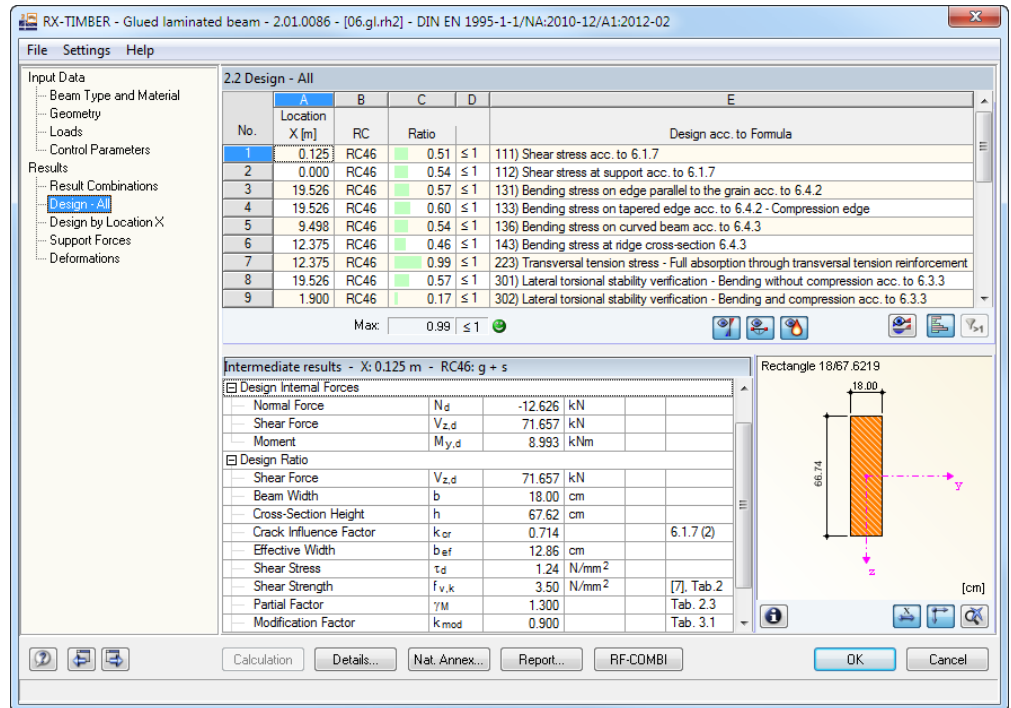 RX-TIMBER - Glued laminated beam - 2.01.0086 - [06.gl.rh2] - DIN EN 1995-1-1/NA:2010-12/A1:2012-02
File Settings Help
Input Data
Beam Type and Material
Geometry
Loads
Control Parameters
Results
Result Combinations
Design - All
Design by Location X
Support Forces
Deformations
2.2 Design - All
A B C D E
No. Location X [m] RC Ratio Design acc. to Formula
1 0.125 RC46 0.51 ≤ 1 111) Shear stress acc. to 6.1.7
2 0.000 RC46 0.54 ≤ 1 112) Shear stress at support acc. to 6.1.7
3 19.526 RC46 0.57 ≤ 1 131) Bending stress on edge parallel to the grain acc. to 6.4.2
4 19.526 RC46 0.60 ≤ 1 133) Bending stress on tapered edge acc. to 6.4.2 - Compression edge
5 9.498 RC46 0.54 ≤ 1 136) Bending stress on curved beam acc. to 6.4.3
6 12.375 RC46 0.46 ≤ 1 143) Bending stress at ridge cross-section 6.4.3
7 12.375 RC46 0.99 ≤ 1 223) Transversal tension stress - Full absorption through transversal tension reinforcement
8 19.526 RC46 0.57 ≤ 1 301) Lateral torsional stability verification - Bending without compression acc. to 6.3.3
9 1.900 RC46 0.17 ≤ 1 302) Lateral torsional stability verification - Bending and compression acc. to 6.3.3
Max: 0.99 ≤ 1
Intermediate results - X: 0.125 m - RC46: g + s
Design Internal Forces
Normal Force Nd -12.626 kN
Shear Force Vz,d 71.657 kN
Moment My,d 8.993 kNm
Design Ratio
Shear Force Vz,d 71.657 kN
Beam Width b 18.00 cm
Cross-Section Height h 67.62 cm
Crack Influence Factor kcr 0.714 6.1.7 (2)
Effective Width bef 12.86 cm
Shear Stress τd 1.24 N/mm2
Shear Strength fv,k 3.50 N/mm2 [7], Tab.2
Partial Factor γM 1.300 Tab. 2.3
Modification Factor kmod 0.900 Tab. 3.1
Rectangle 18/67.6219
18.00
66.74
y
z
[cm]
Calculation Details... Nat. Annex... Report... RF-COMBI OK Cancel